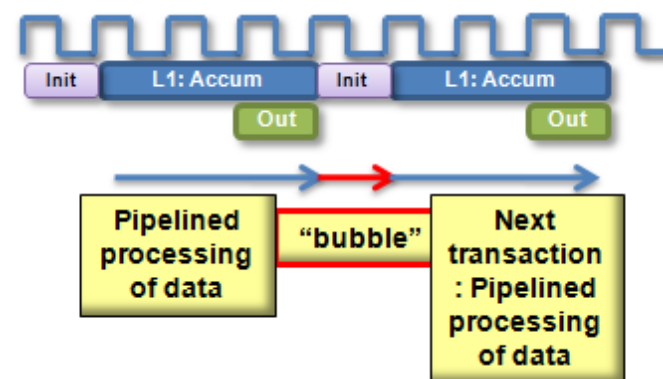 Init L1: Accum Init L1: Accum
Out Out
Pipelined
processing
of data
“bubble”
Next
transaction
: Pipelined
processing
of data